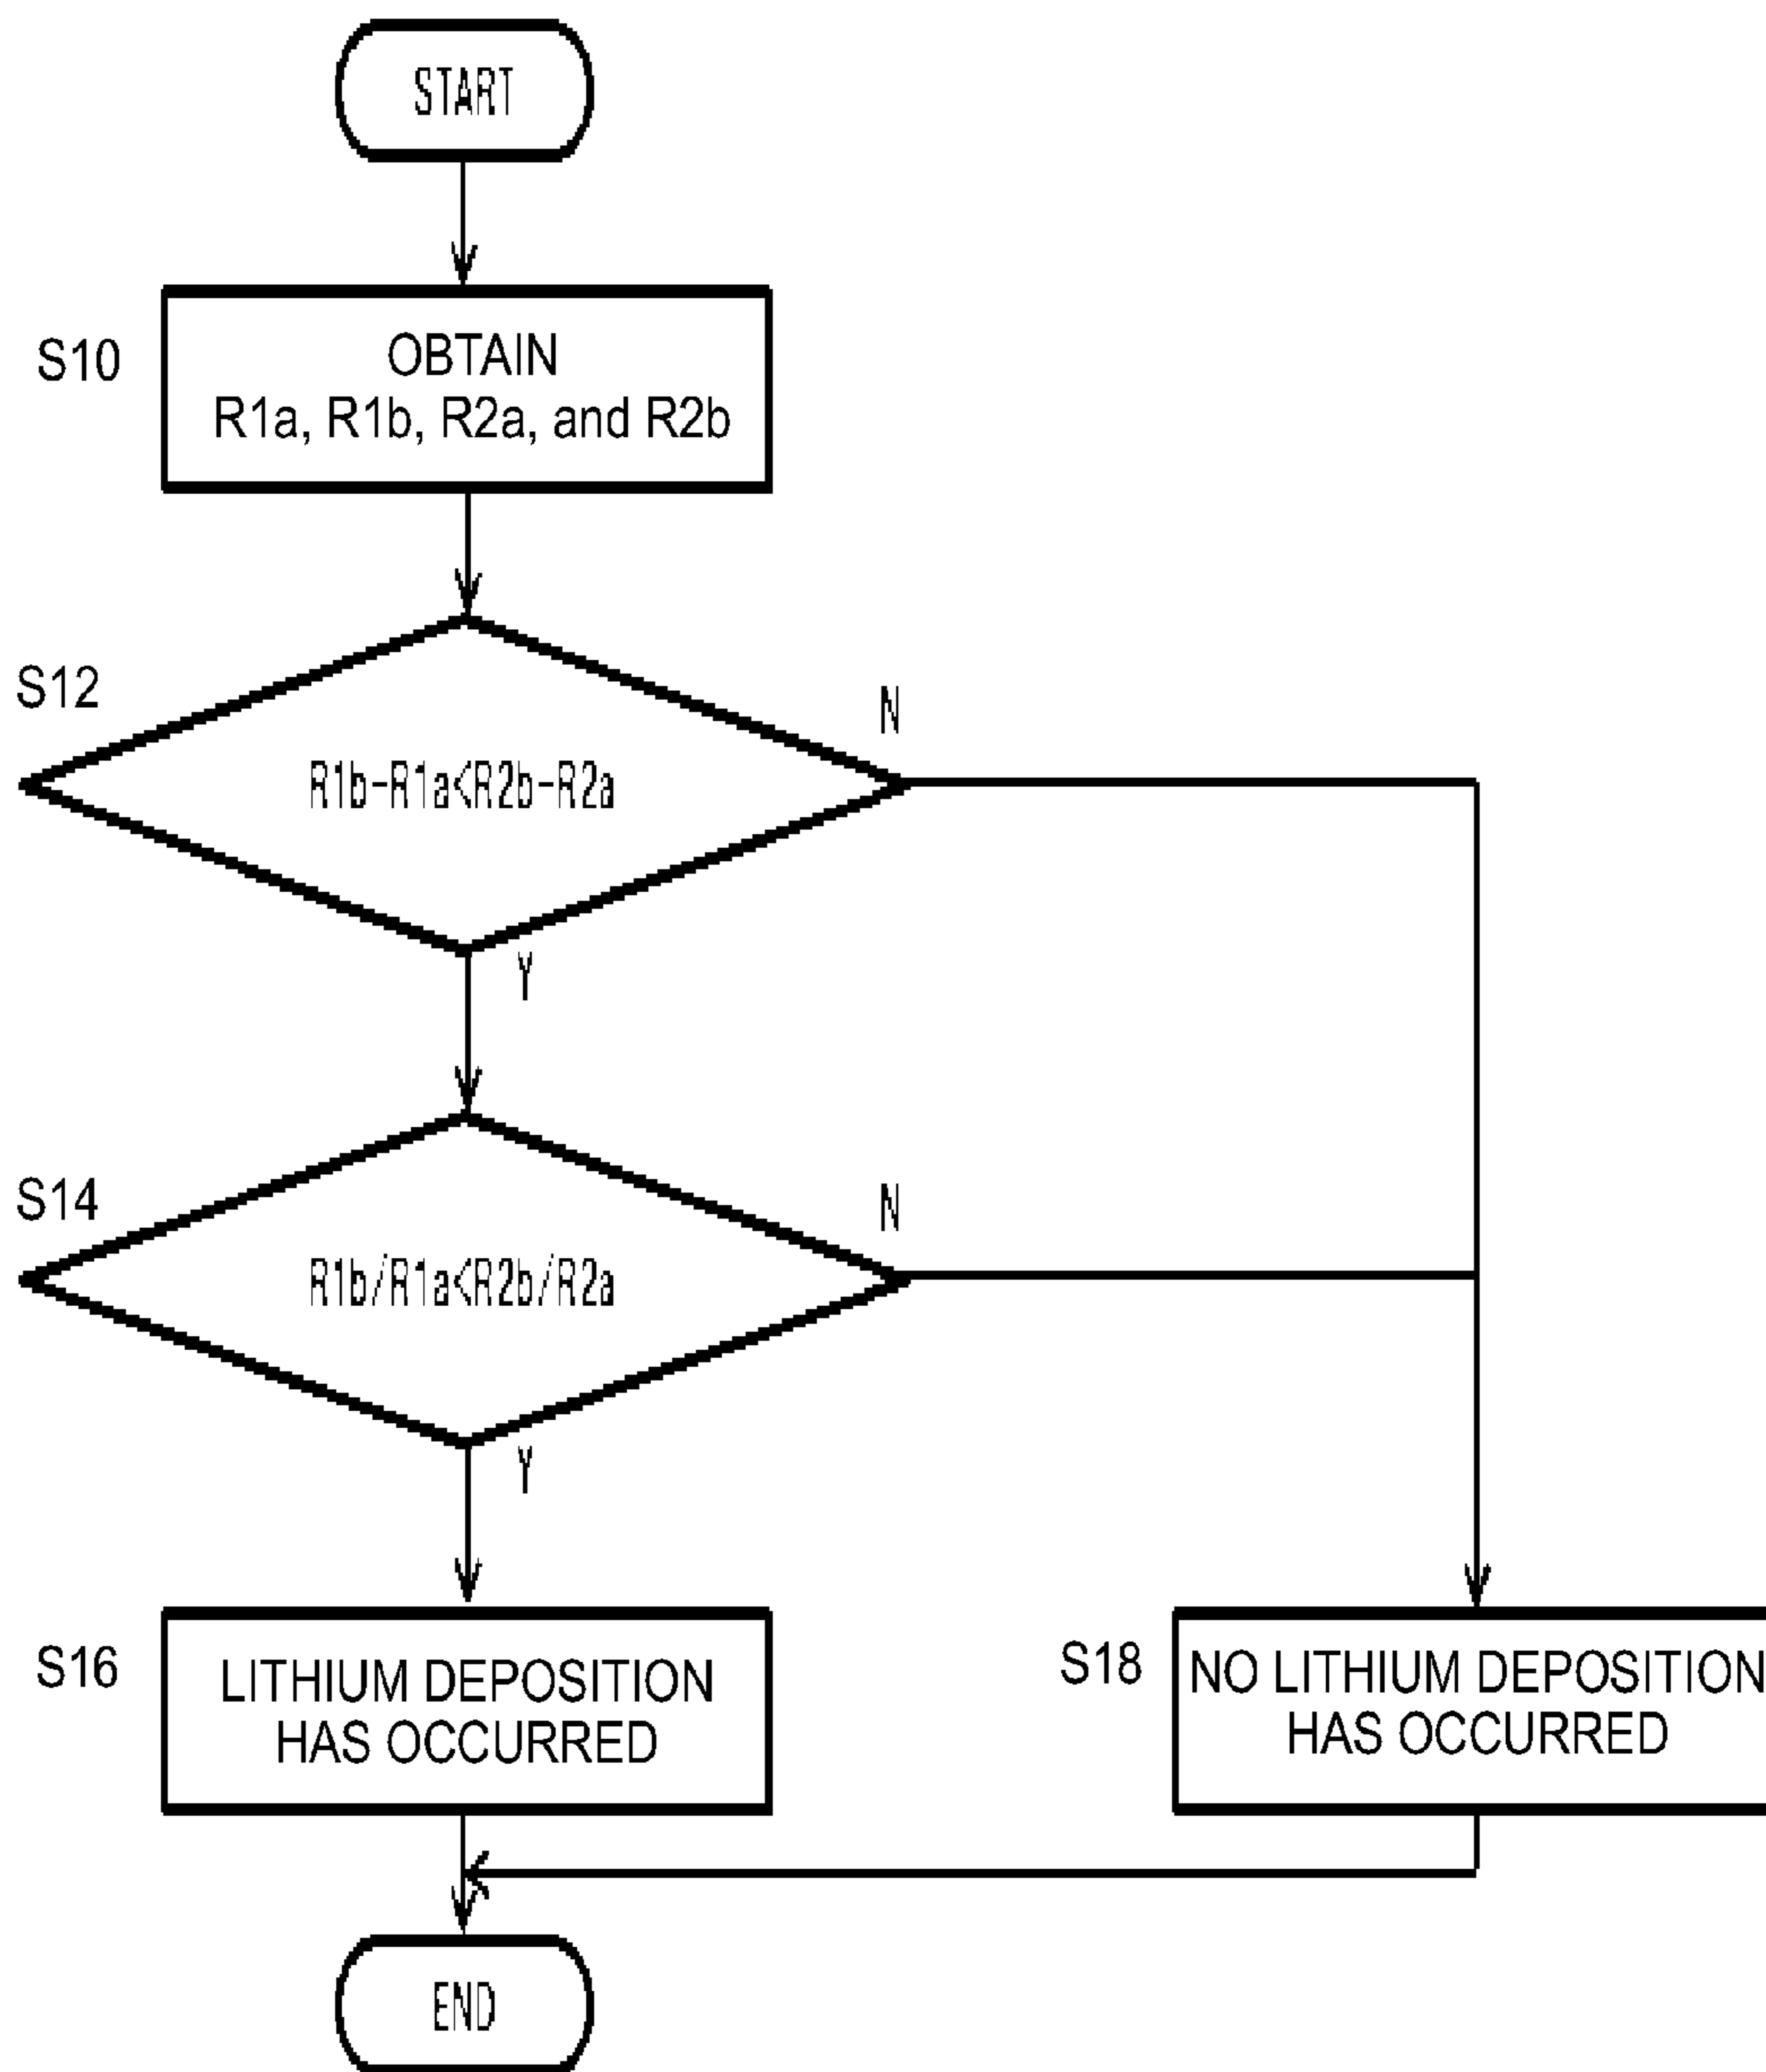 START
S10
OBTAIN
R1a, R1b, R2a, and R2b
S12
N
R1b-R1a<R2b-R2a
Y
S14
N
R1b/R1a<R2b/R2a
Y
S16
LITHIUM DEPOSITION
HAS OCCURRED
S18
NO LITHIUM DEPOSITION
HAS OCCURRED
END